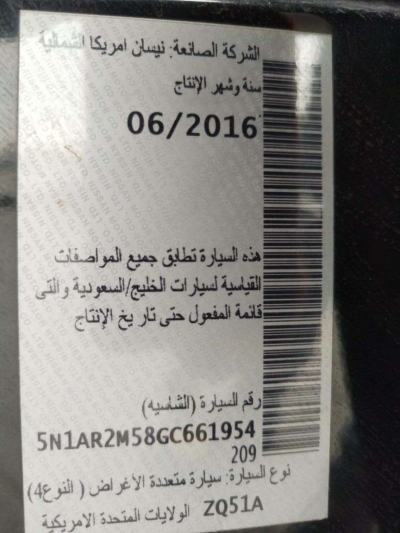 الشركة الصانعة: نيسان امريكا الشمالية
سنة وشهر الإنتاج
06/2016
هذه السيارة تطابق جميع المواصفات
القياسية لسيارات الخليج/السعودية والتى
قائمة المفعول حتى تاريخ الإنتاج
رقم السيارة (الشاسيه)
5N1AR2M58GC661954
209
نوع السيارة: سيارة متعددة الأغراض ( النوع4)
ZQ51A الولايات المتحدة الامريكية